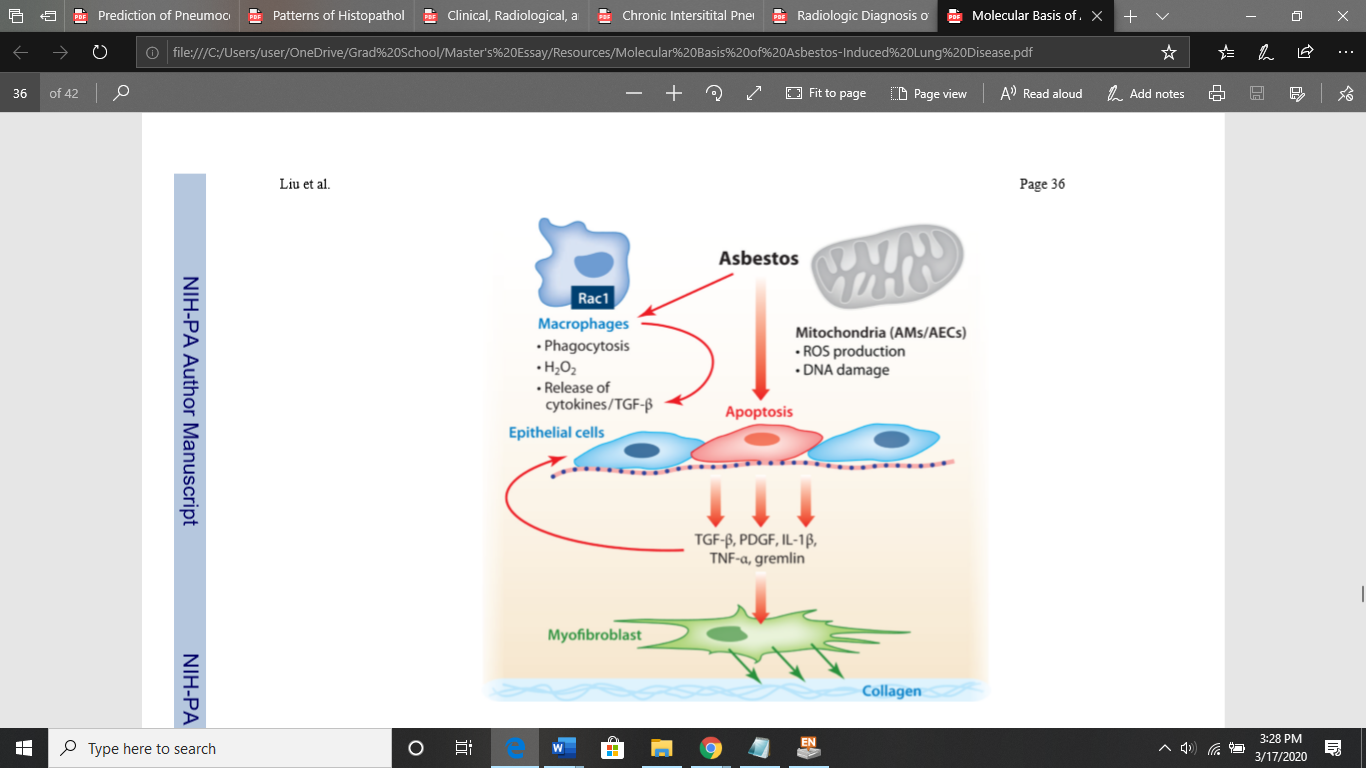 Prediction of Pneumoc
Patterns of Histopathol
Clinical, Radiological, a
Chronic Intersitital Pne
Radiologic Diagnosis o
Molecular Basis of
file:///C:/Users/user/OneDrive/Grad%20School/Master's%20Essay/Resources/Molecular%20Basis%20of%20Asbestos-Induced%20Lung%20Disease.pdf
36 of 42
Fit to page
Page view
Read aloud
Add notes
Liu et al.
Page 36
NIH-PA Author Manuscript
NIH-PA
Asbestos
Rac1
Macrophages
• Phagocytosis
• H₂O₂
• Release of
cytokines/TGF-β
Mitochondria (AMs/AECs)
• ROS production
• DNA damage
Apoptosis
Epithelial cells
TGF-β, PDGF, IL-1β,
TNF-α, gremlin
Myofibroblast
Collagen
Type here to search
EN
3:28 PM
3/17/2020